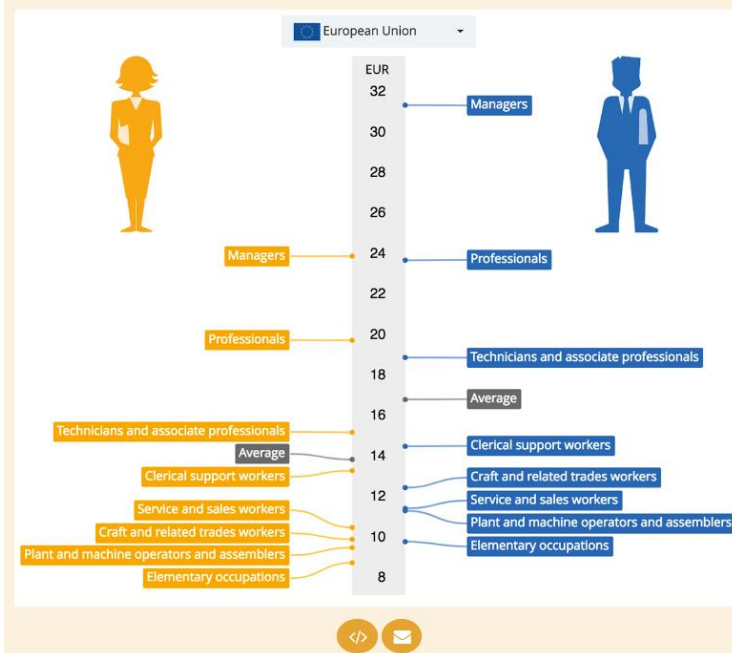 European Union
EUR
32
30
28
26
24
22
20
18
16
14
12
10
8
Managers
Professionals
Technicians and associate professionals
Average
Clerical support workers
Service and sales workers
Craft and related trades workers
Plant and machine operators and assemblers
Elementary occupations
Managers
Professionals
Technicians and associate professionals
Average
Clerical support workers
Craft and related trades workers
Service and sales workers
Plant and machine operators and assemblers
Elementary occupations
</>